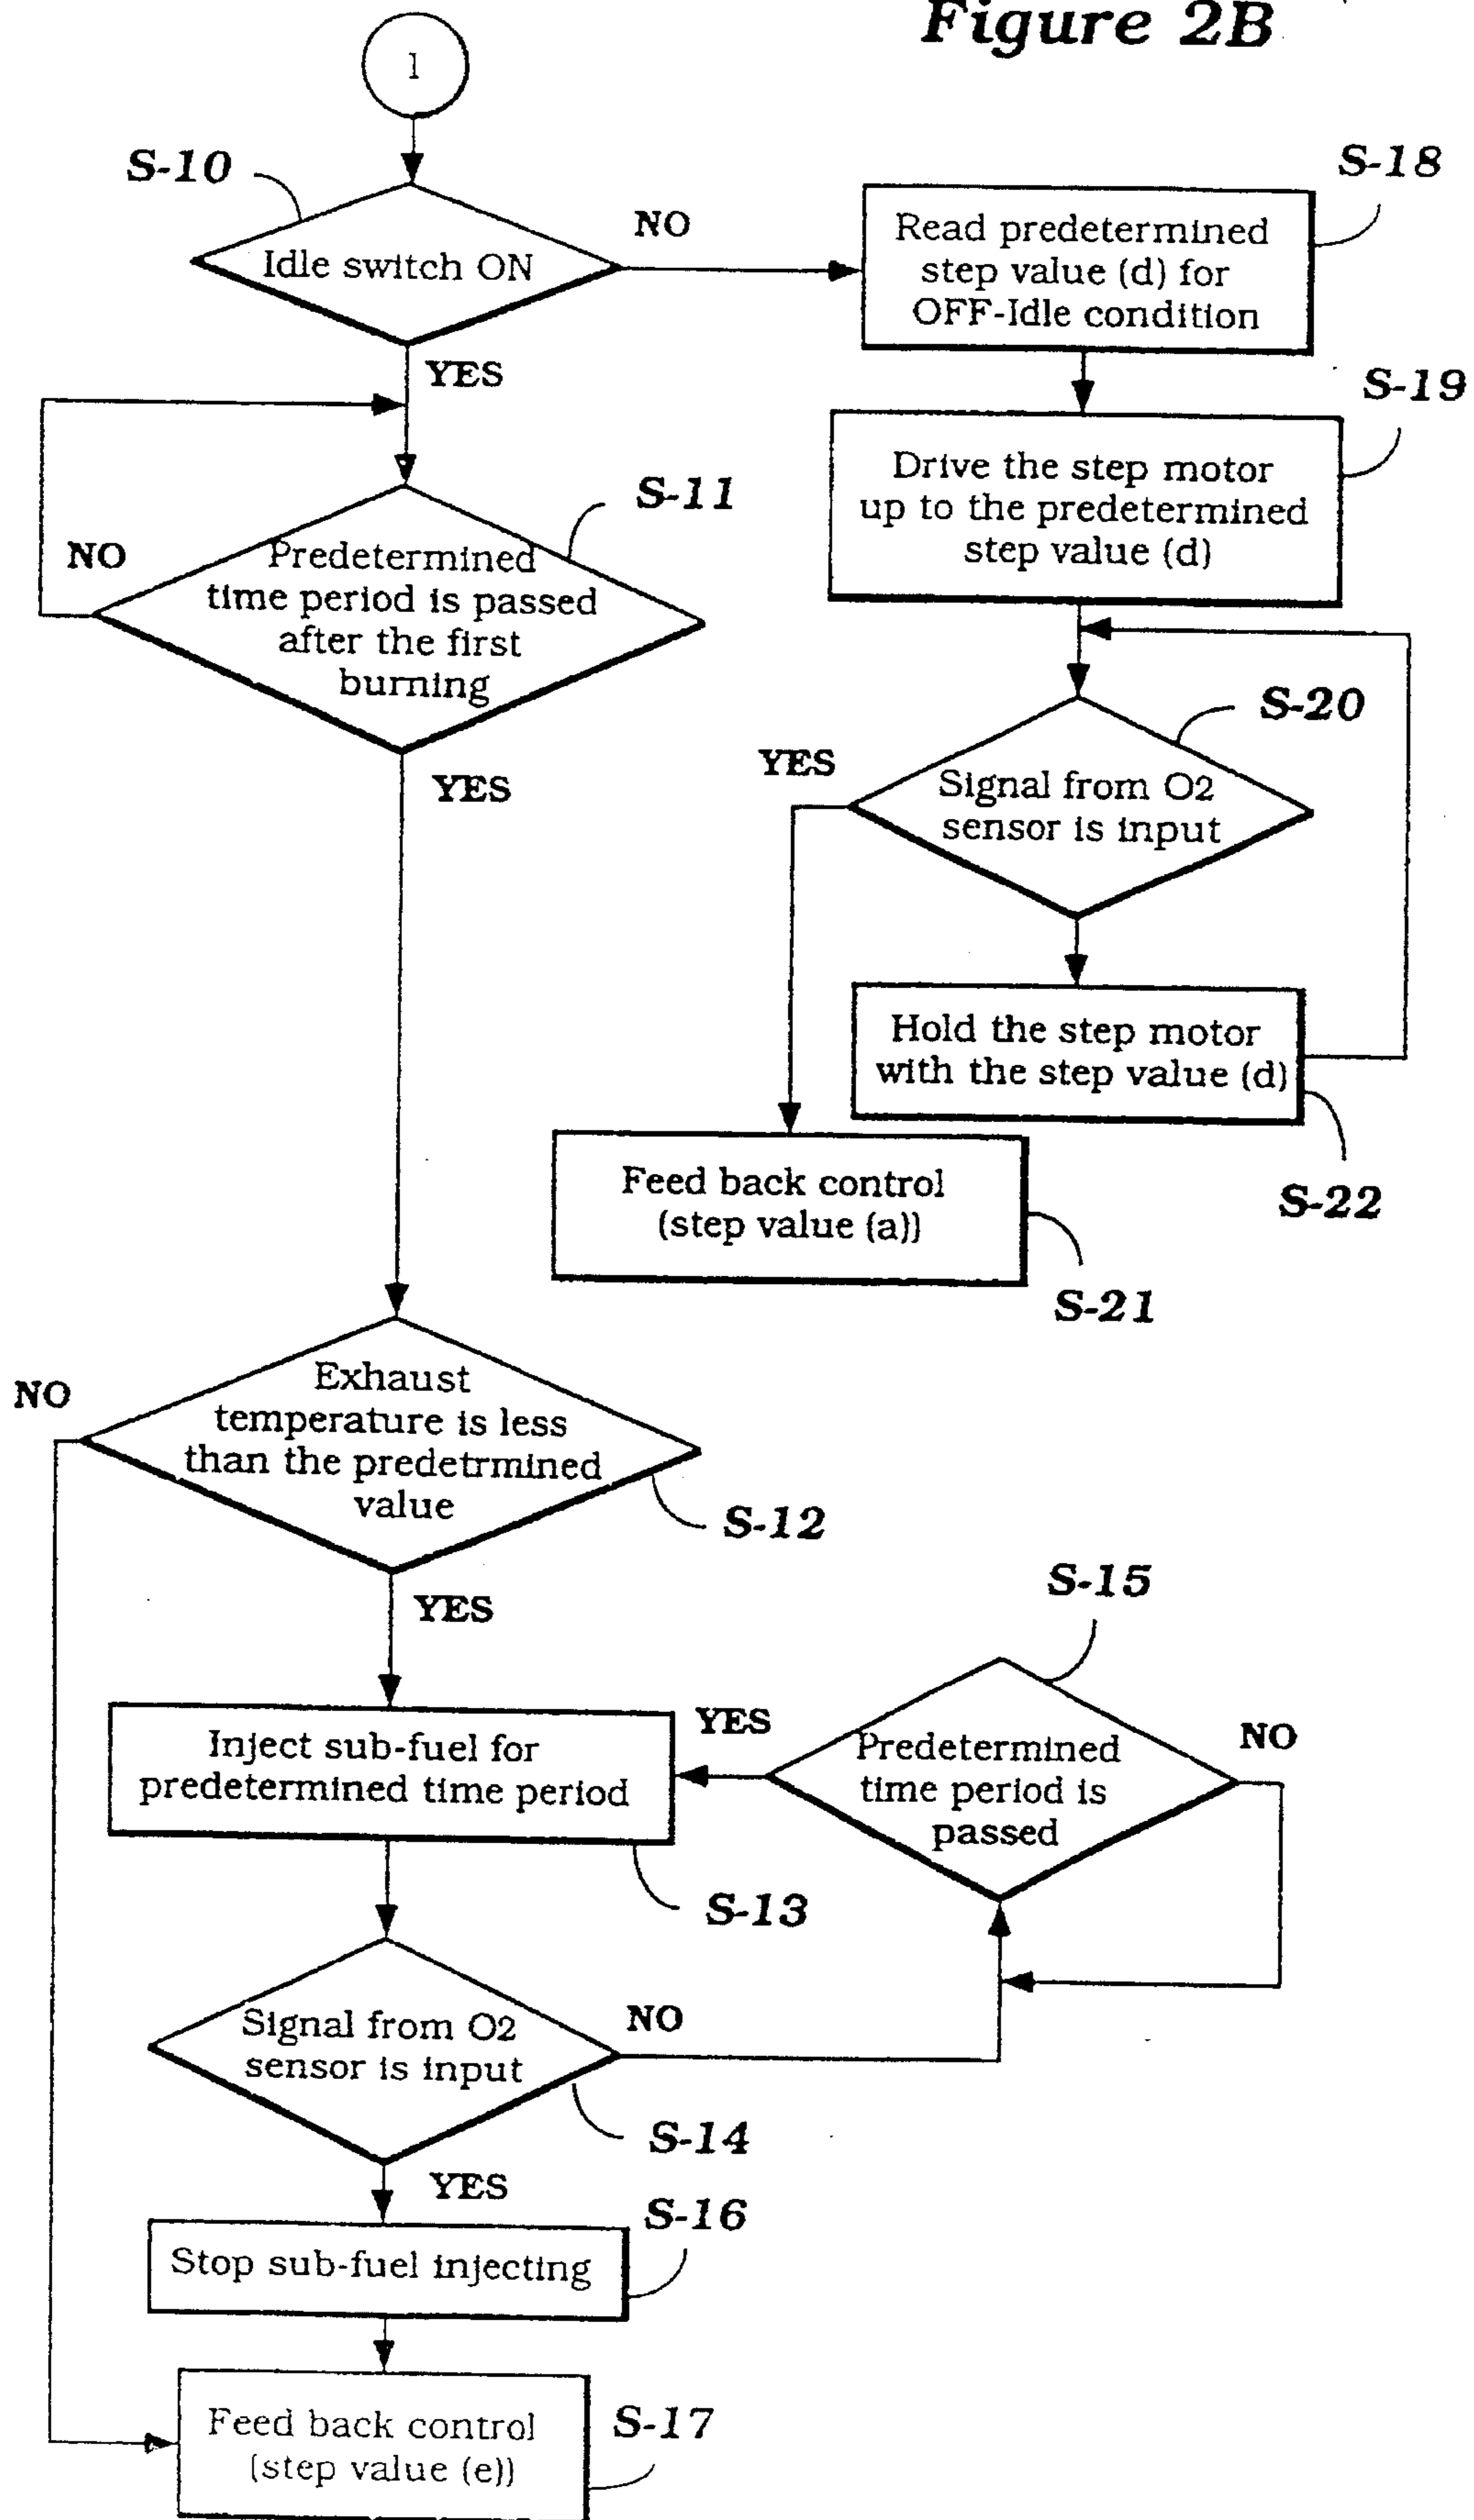 Figure 2B
1
S-10
Idle switch ON
NO
YES
S-18
Read predetermined
step value (d) for
OFF-Idle condition
S-19
Drive the step motor
up to the predetermined
step value (d)
S-11
NO
Predetermined
time period is passed
after the first
burning
YES
S-20
YES
Signal from O2
sensor is input
Hold the step motor
with the step value (d)
S-22
Feed back control
(step value (a))
S-21
NO
Exhaust
temperature is less
than the predetrmined
value
S-12
YES
S-15
YES
Predetermined
time period is
passed
NO
Inject sub-fuel for
predetermined time period
S-13
Signal from O2
sensor is input
NO
S-14
YES
S-16
Stop sub-fuel injecting
Feed back control
(step value (e))
S-17